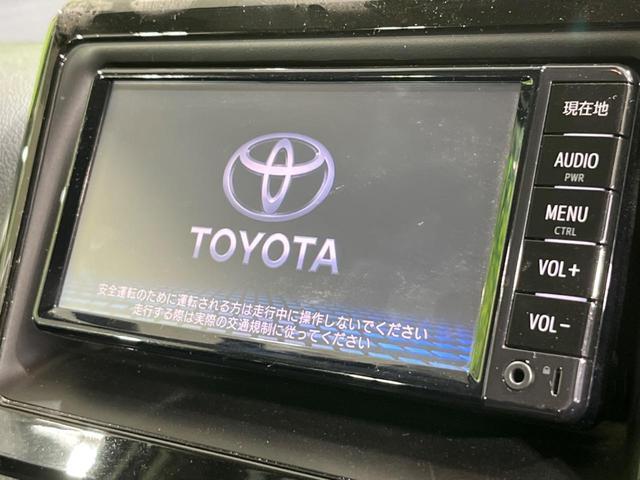 TOYOTA
安全運転のために運転される方は走行中に操作しないでください
走行する際は実際の交通規制に従ってください
現在地
AUDIO
PWR
MENU
CTRL
VOL+
VOL-